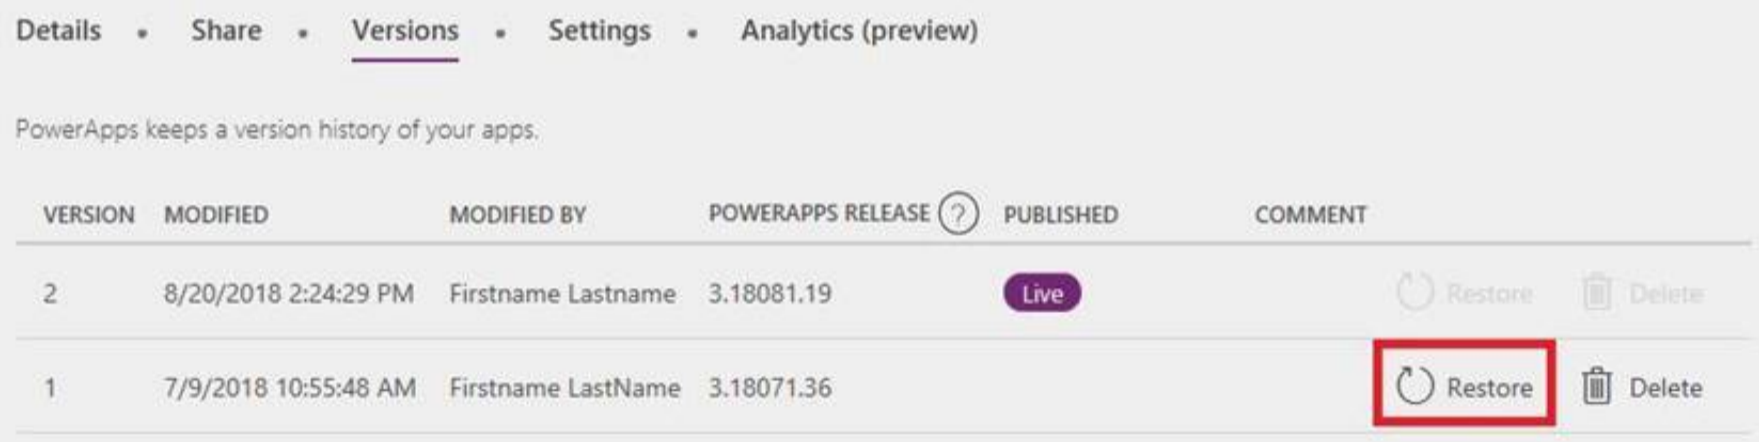 Details • Share • Versions • Settings • Analytics (preview)
PowerApps keeps a version history of your apps.
VERSION MODIFIED MODIFIED BY POWERAPPS RELEASE ? PUBLISHED COMMENT
2 8/20/2018 2:24:29 PM Firstname Lastname 3.18081.19 Live Restore Delete
1 7/9/2018 10:55:48 AM Firstname LastName 3.18071.36 Restore Delete